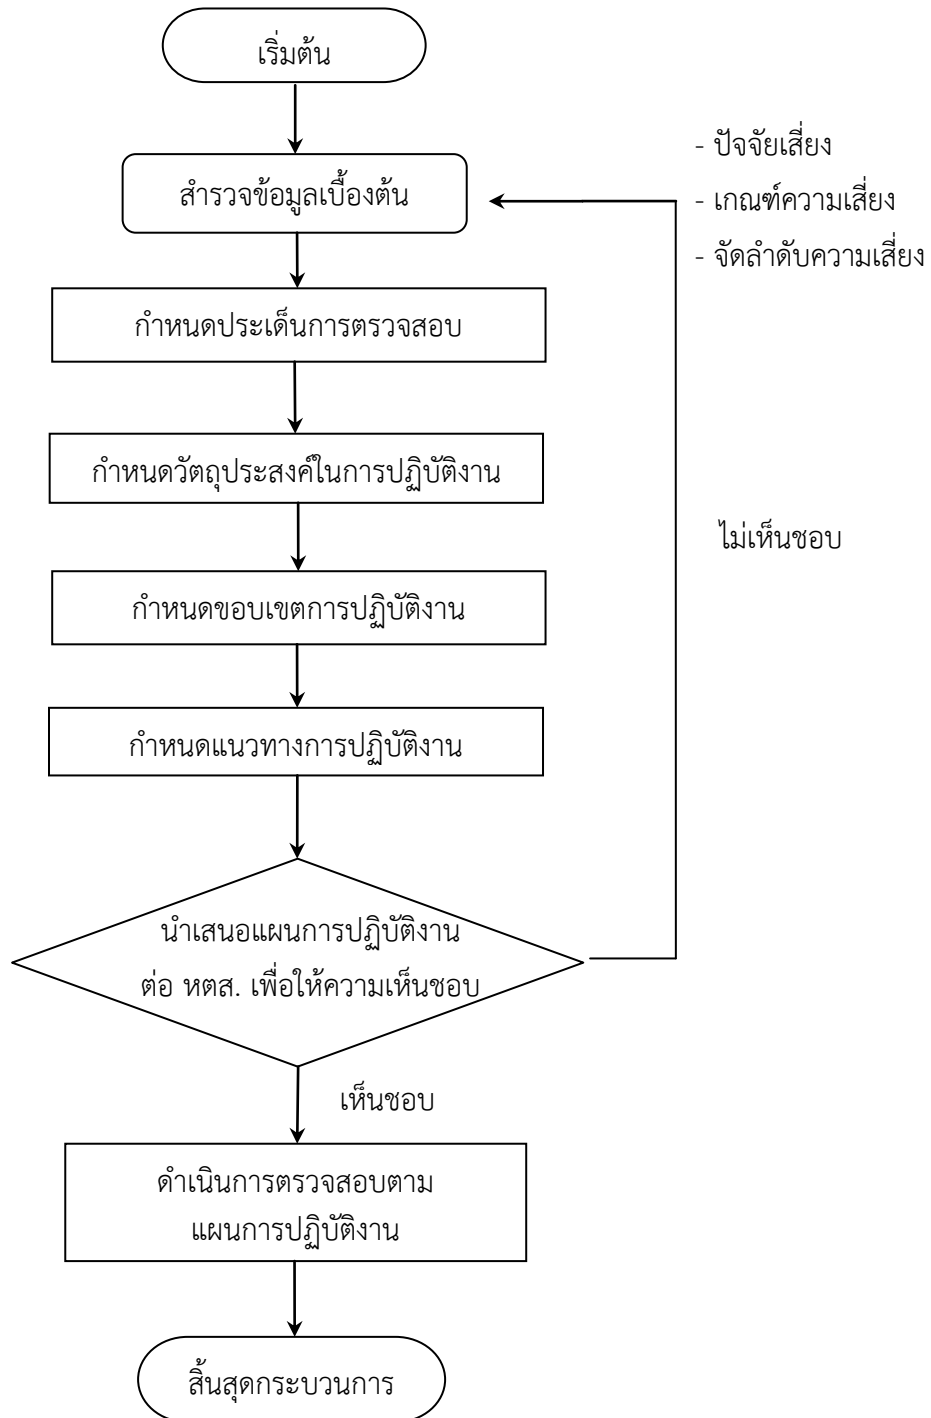 เริ่มต้น
สำรวจข้อมูลเบื้องต้น
- ปัจจัยเสี่ยง
- เกณฑ์ความเสี่ยง
- จัดลำดับความเสี่ยง
กำหนดประเด็นการตรวจสอบ
กำหนดวัตถุประสงค์ในการปฏิบัติงาน
ไม่เห็นชอบ
กำหนดขอบเขตการปฏิบัติงาน
กำหนดแนวทางการปฏิบัติงาน
นำเสนอแผนการปฏิบัติงาน
ต่อ หตส. เพื่อให้ความเห็นชอบ
เห็นชอบ
ดำเนินการตรวจสอบตาม
แผนการปฏิบัติงาน
สิ้นสุดกระบวนการ